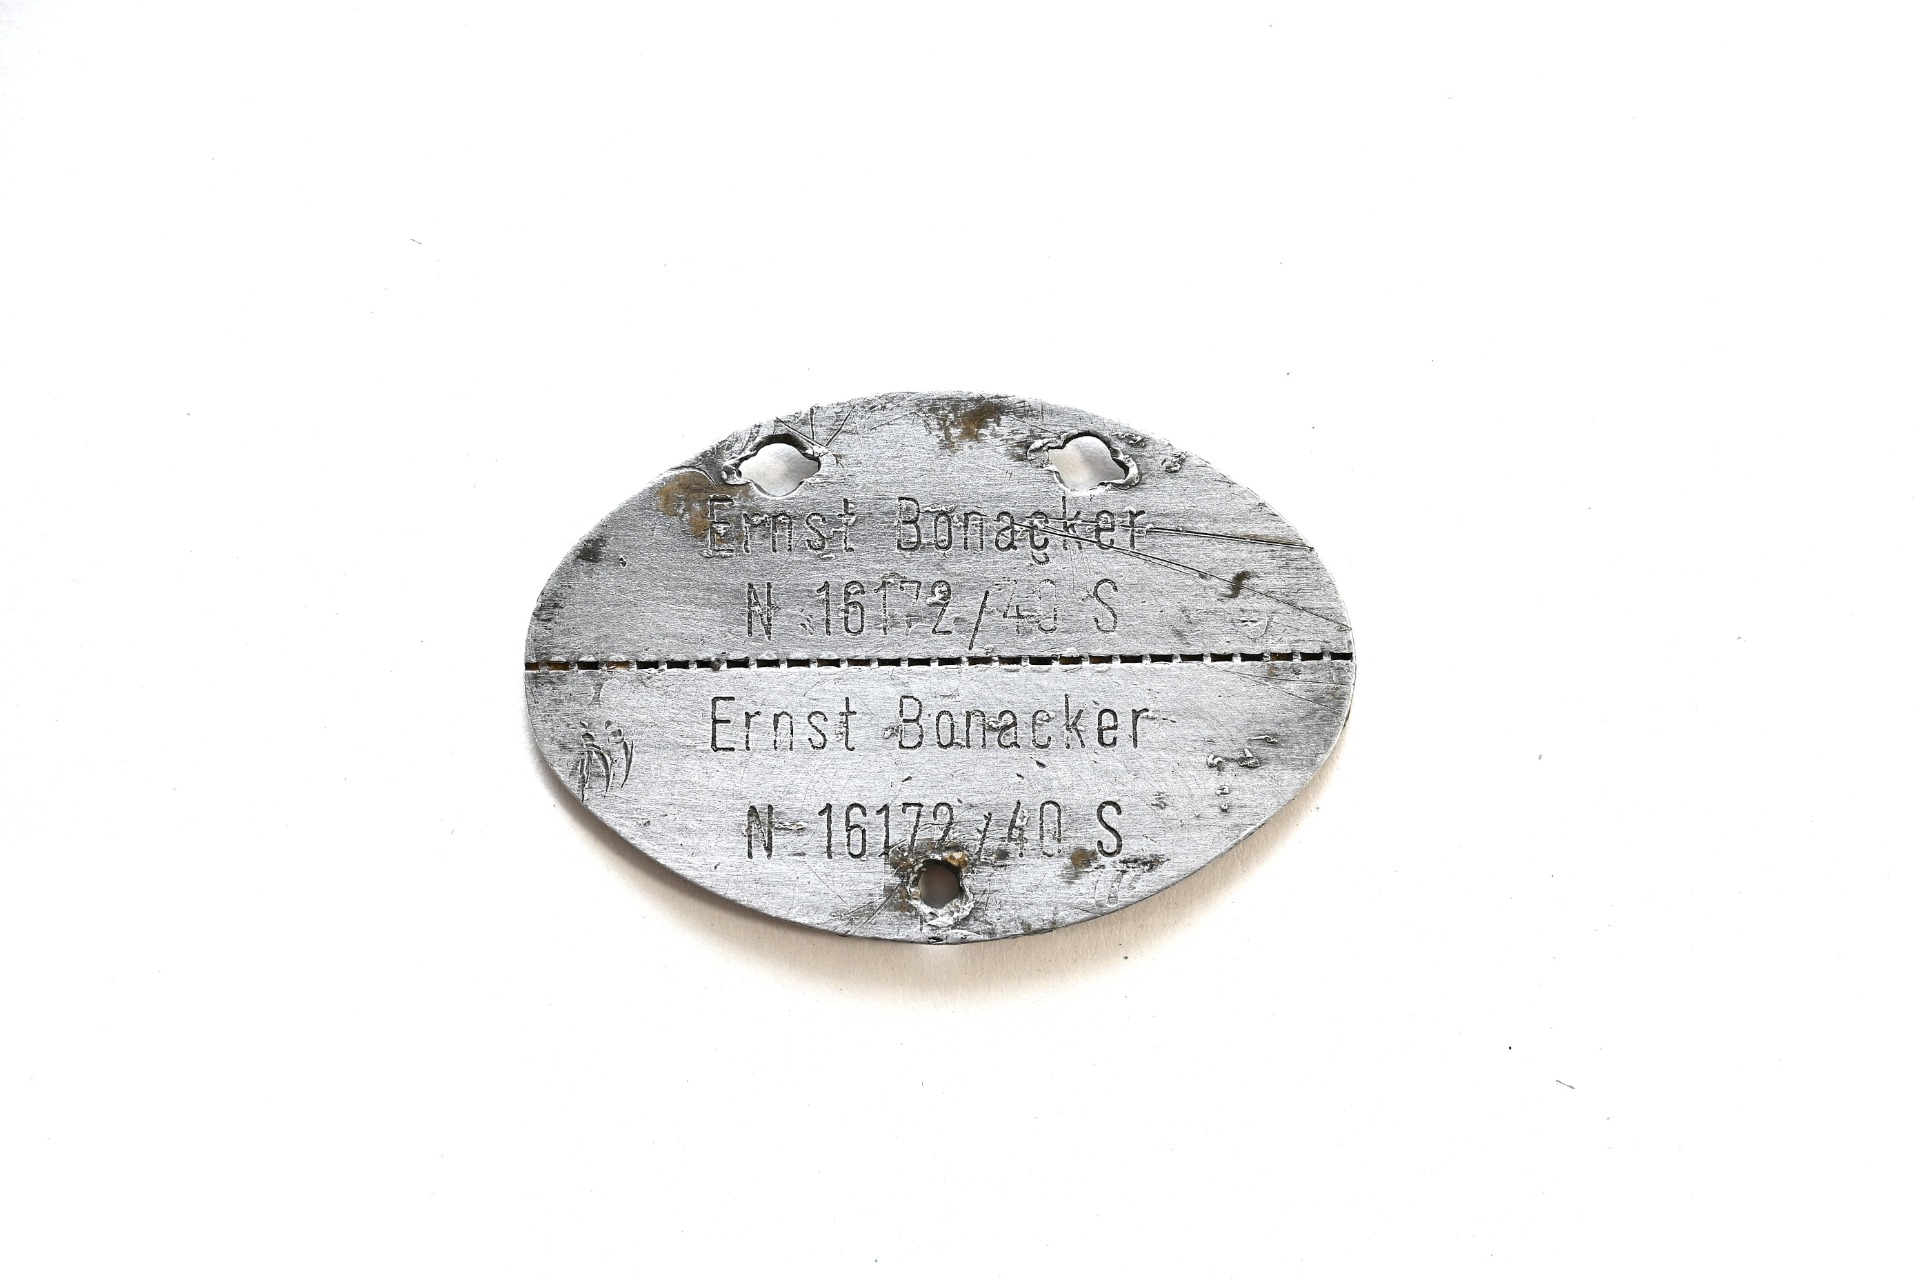 Ernst Bonacker
N 16172/40 S
Ernst Bonacker
N 16172/40 S